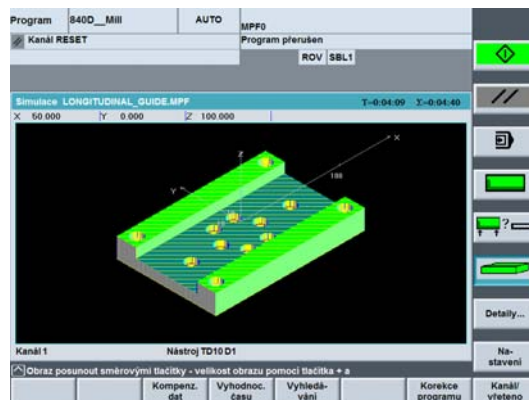 Program 840D__Mill AUTO MPF0
Kanál RESET Program přerušen
ROV SBL1
Simulace LONGITUDINAL_GUIDE.MPF T=0:04:09 Σ=0:04:40
X 50.000 Y 0.000 Z 100.000
Z
X
188
Y
?
Detaily...
Kanál 1 Nástroj TD10 D1
Na-
stavení
Obraz posunout směrovými tlačítky - velikost obrazu pomocí tlačítka + a
Kompenz.
dat
Vyhodnoc.
času
Vyhledá-
vání
Korekce
programu
Kanál/
vřeteno